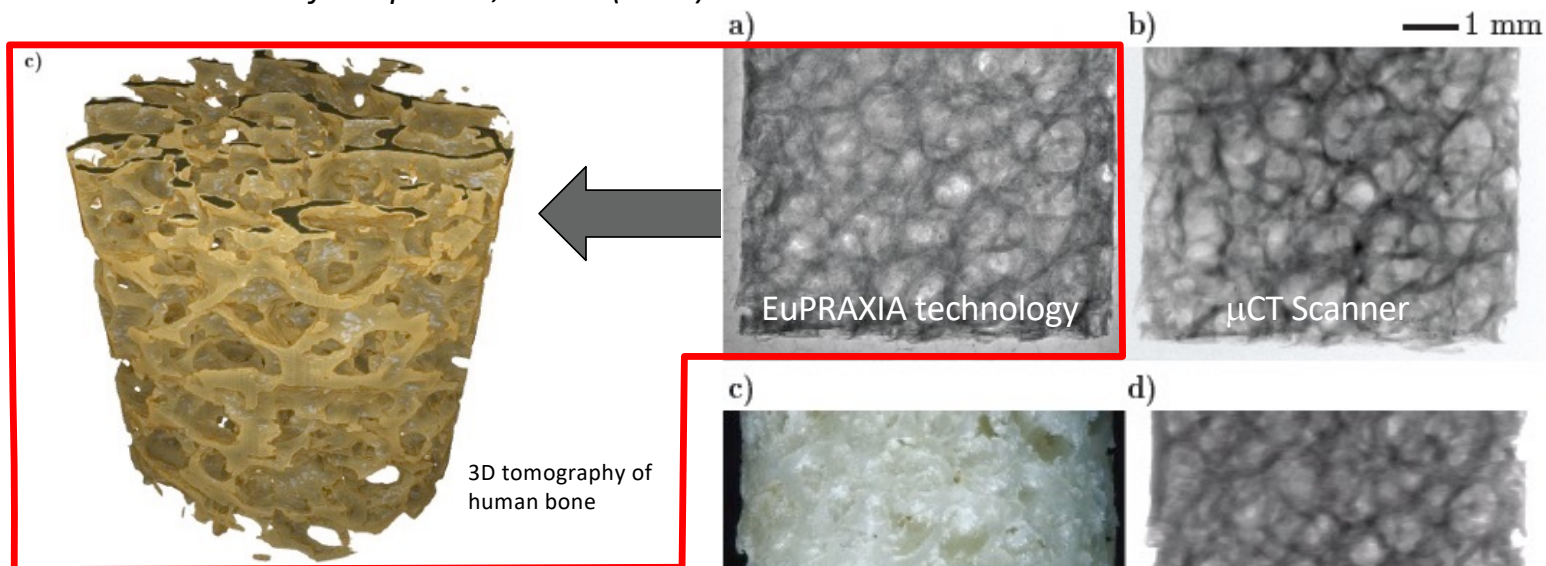 a)
b)
1 mm
c)
EuPRAXIA technology
μCT Scanner
c)
d)
3D tomography of
human bone